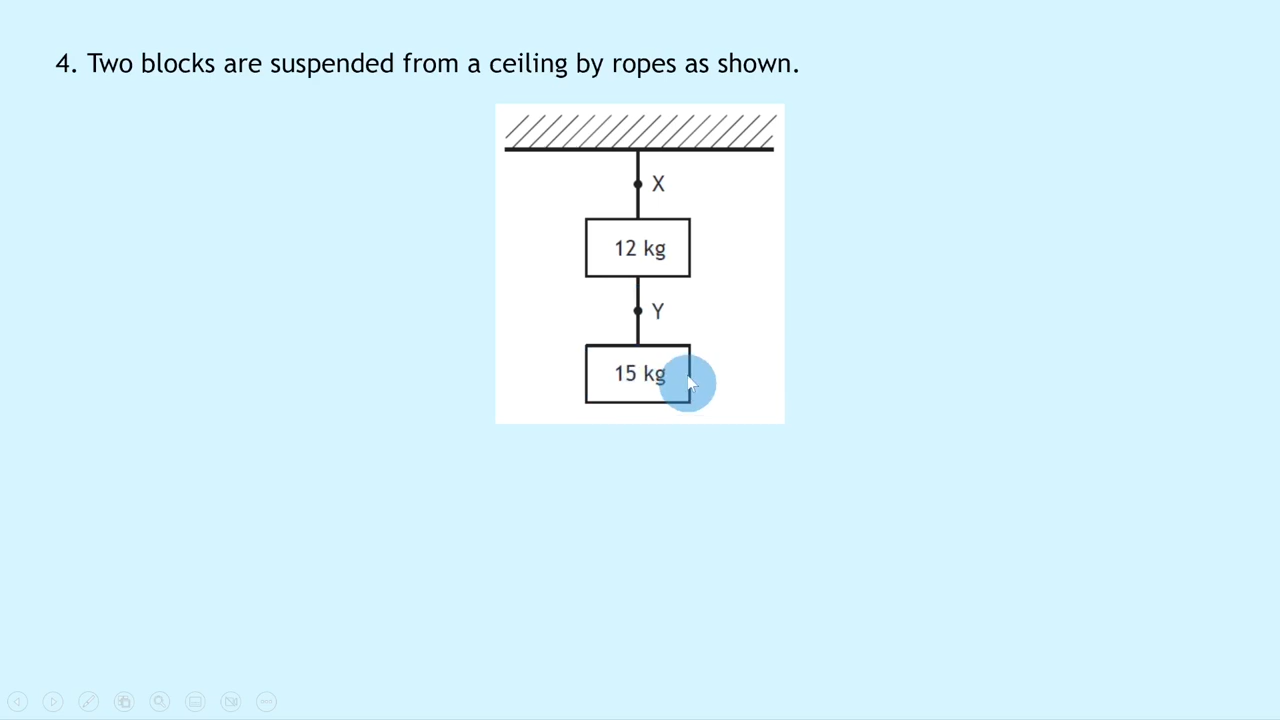 4. Two blocks are suspended from a ceiling by ropes as shown.
X
12 kg
Y
15 kg